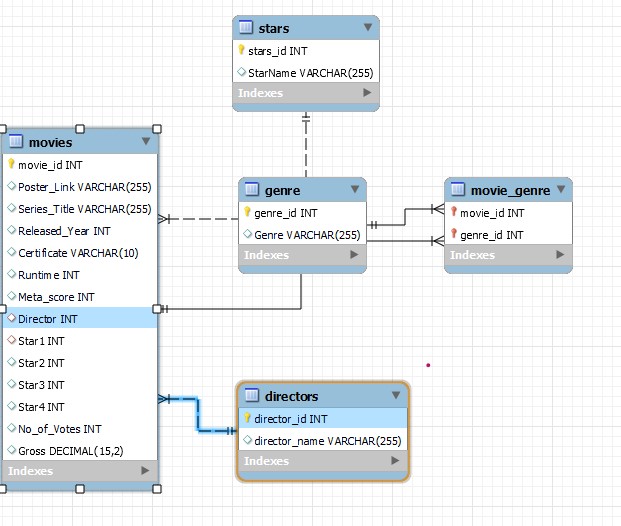 stars
stars_id INT
StarName VARCHAR(255)
Indexes
movies
movie_id INT
Poster_Link VARCHAR(255)
Series_Title VARCHAR(255)
Released_Year INT
Certificate VARCHAR(10)
Runtime INT
Meta_score INT
Director INT
Star1 INT
Star2 INT
Star3 INT
Star4 INT
No_of_Votes INT
Gross DECIMAL(15,2)
Indexes
genre
genre_id INT
Genre VARCHAR(255)
Indexes
movie_genre
movie_id INT
genre_id INT
Indexes
directors
director_id INT
director_name VARCHAR(255)
Indexes